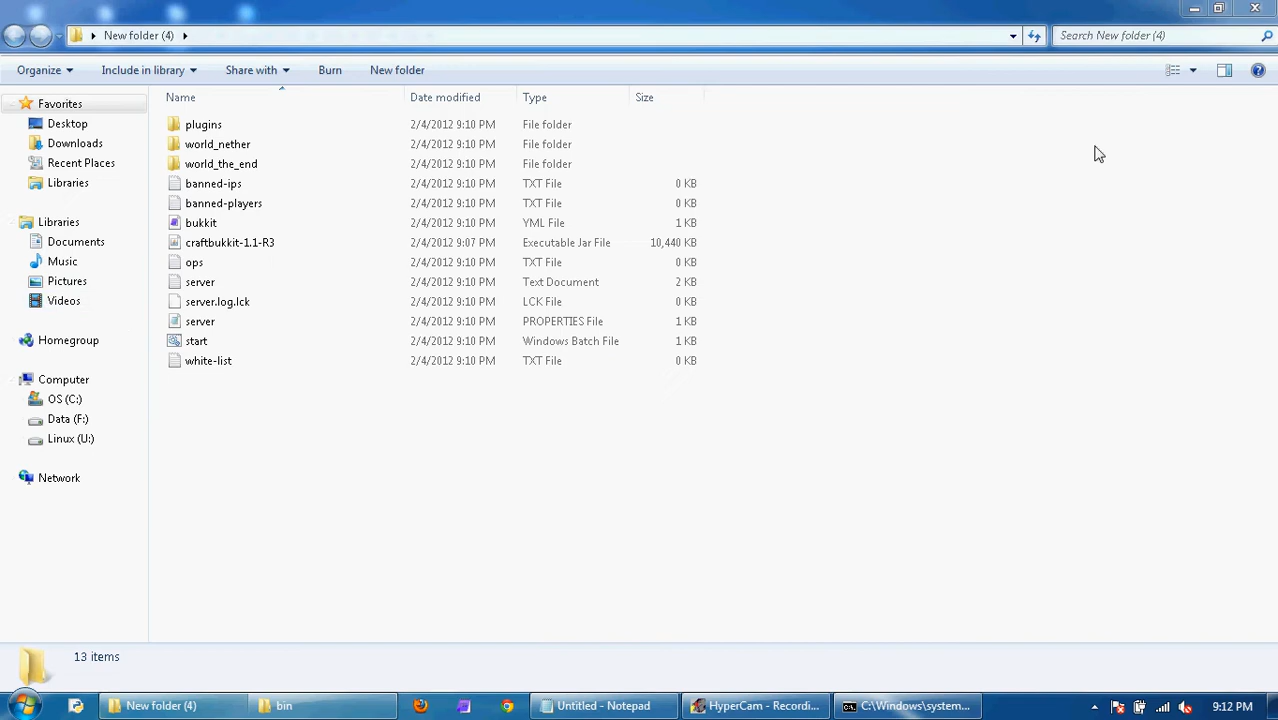 New folder (4)
Search New folder (4)
Organize Include in library Share with Burn New folder
Name Date modified Type Size
Favorites
Desktop
Downloads
Recent Places
Libraries
Libraries
Documents
Music
Pictures
Videos
Homegroup
Computer
OS (C:)
Data (F:)
Linux (U:)
Network
plugins 2/4/2012 9:10 PM File folder
world_nether 2/4/2012 9:10 PM File folder
world_the_end 2/4/2012 9:10 PM File folder
banned-ips 2/4/2012 9:10 PM TXT File 0 KB
banned-players 2/4/2012 9:10 PM TXT File 0 KB
bukkit 2/4/2012 9:10 PM YML File 1 KB
craftbukkit-1.1-R3 2/4/2012 9:07 PM Executable Jar File 10,440 KB
ops 2/4/2012 9:10 PM TXT File 0 KB
server 2/4/2012 9:10 PM Text Document 2 KB
server.log.lck 2/4/2012 9:10 PM LCK File 0 KB
server 2/4/2012 9:10 PM PROPERTIES File 1 KB
start 2/4/2012 9:10 PM Windows Batch File 1 KB
white-list 2/4/2012 9:10 PM TXT File 0 KB
13 items
New folder (4) bin Untitled - Notepad HyperCam - Recordi... C:\Windows\system... 9:12 PM